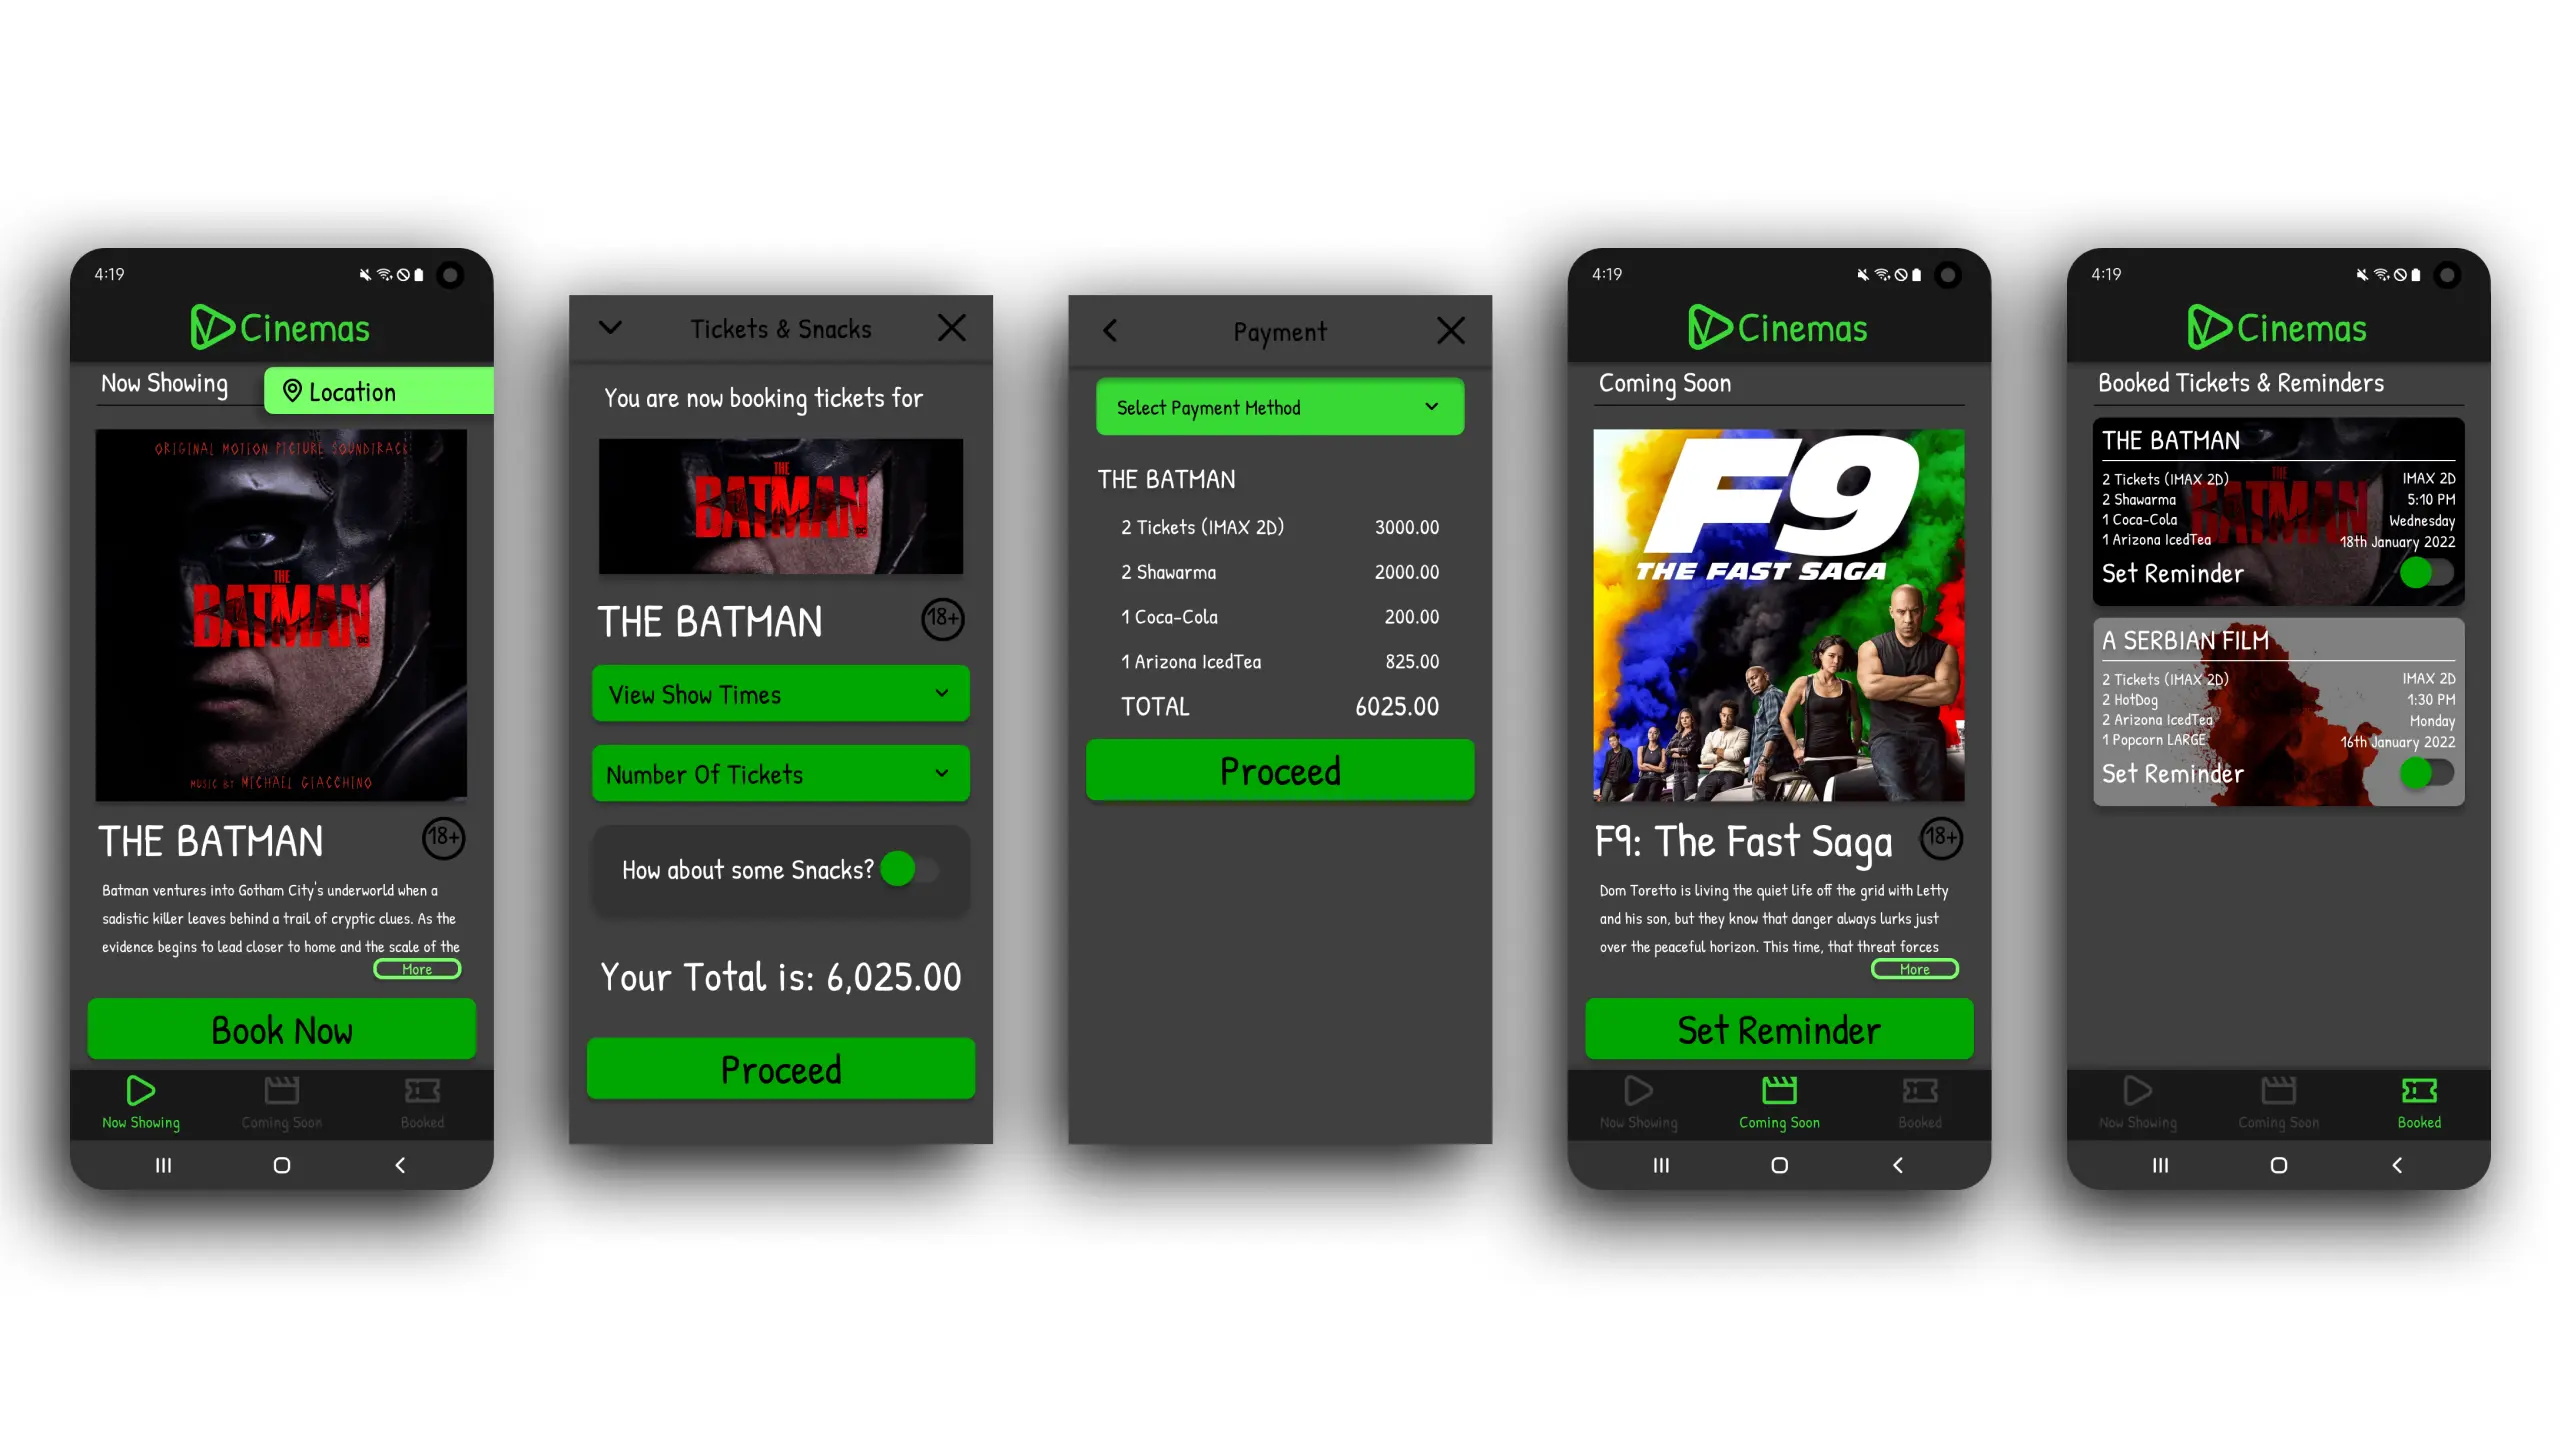 4:19
Cinemas
Now Showing
Location
ORIGINAL MOTION PICTURE SOUNDTRACK
THE
BATMAN
MUSIC BY MICHAEL GIACCHINO
THE BATMAN
18+
Batman ventures into Gotham City's underworld when a
sadistic killer leaves behind a trail of cryptic clues. As the
evidence begins to lead closer to home and the scale of the
More
Book Now
Now Showing
Coming Soon
Booked
Tickets & Snacks
You are now booking tickets for
THE
BATMAN
THE BATMAN
18+
View Show Times
Number Of Tickets
How about some Snacks?
Your Total is: 6,025.00
Proceed
Payment
Select Payment Method
THE BATMAN
2 Tickets (IMAX 2D) 3000.00
2 Shawarma 2000.00
1 Coca-Cola 200.00
1 Arizona IcedTea 825.00
TOTAL 6025.00
Proceed
4:19
Cinemas
Coming Soon
F9
THE FAST SAGA
F9: The Fast Saga
18+
Dom Toretto is living the quiet life off the grid with Letty
and his son, but they know that danger always lurks just
over the peaceful horizon. This time, that threat forces
More
Set Reminder
Now Showing
Coming Soon
Booked
4:19
Cinemas
Booked Tickets & Reminders
THE BATMAN
THE
BATMAN
2 Tickets (IMAX 2D) IMAX 2D
2 Shawarma 5:10 PM
1 Coca-Cola Wednesday
1 Arizona IcedTea 18th January 2022
Set Reminder
A SERBIAN FILM
2 Tickets (IMAX 2D) IMAX 2D
2 HotDog 1:30 PM
2 Arizona IcedTea Monday
1 Popcorn LARGE 16th January 2022
Set Reminder
Now Showing
Coming Soon
Booked